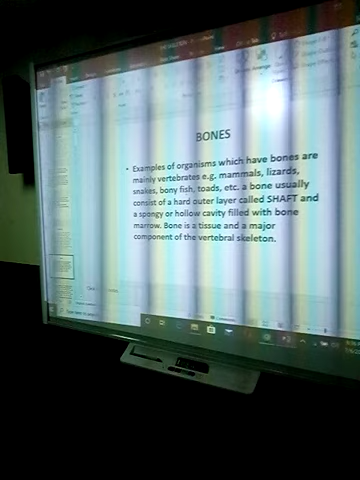 BONES
• Examples of organisms which have bones are
mainly vertebrates e.g. mammals, lizards,
snakes, bony fish, toads, etc. a bone usually
consist of a hard outer layer called SHAFT and
a spongy or hollow cavity filled with bone
marrow. Bone is a tissue and a major
component of the vertebral skeleton.